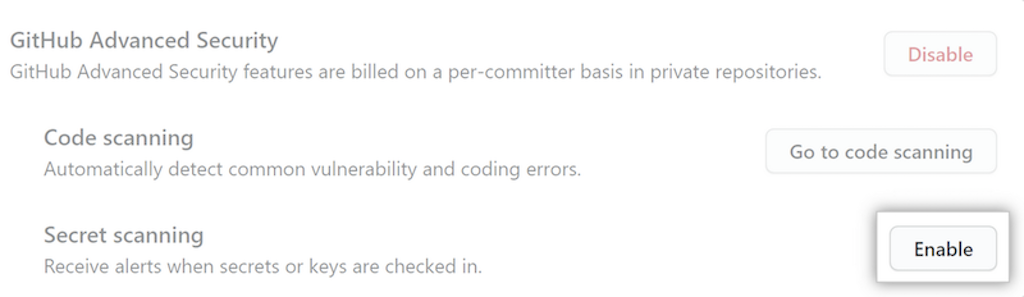 GitHub Advanced Security
Disable
GitHub Advanced Security features are billed on a per-committer basis in private repositories.
Code scanning
Go to code scanning
Automatically detect common vulnerability and coding errors.
Secret scanning
Enable
Receive alerts when secrets or keys are checked in.